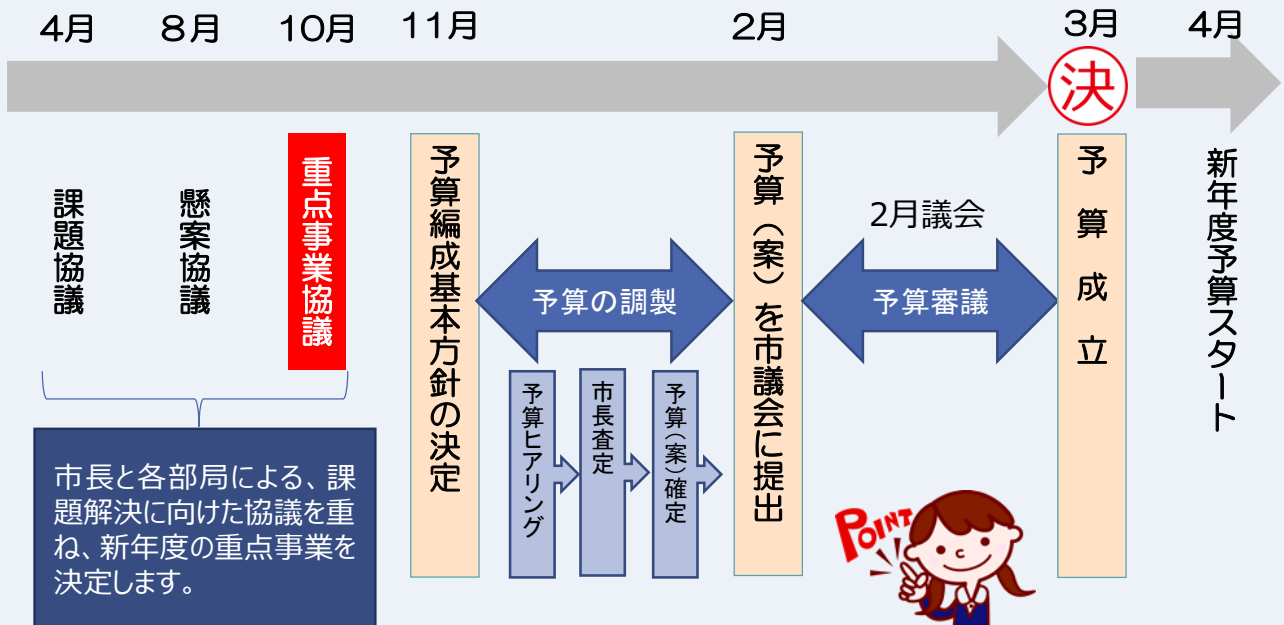 4月
8月
10月
11月
2月
3月
4月
決
課題協議
懸案協議
重点事業協議
市長と各部局による、課
題解決に向けた協議を重
ね、新年度の重点事業を
決定します。
予算編成基本方針の決定
予算の調製
予算ヒアリング
市長査定
予算(案)確定
予算(案)を市議会に提出
2月議会
予算審議
予算成立
新年度予算スタート
POINT